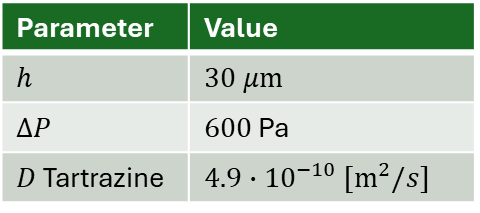 Parameter Value
h 30 μm
ΔP 600 Pa
D Tartrazine 4.9 · 10⁻¹⁰ [m²/s]